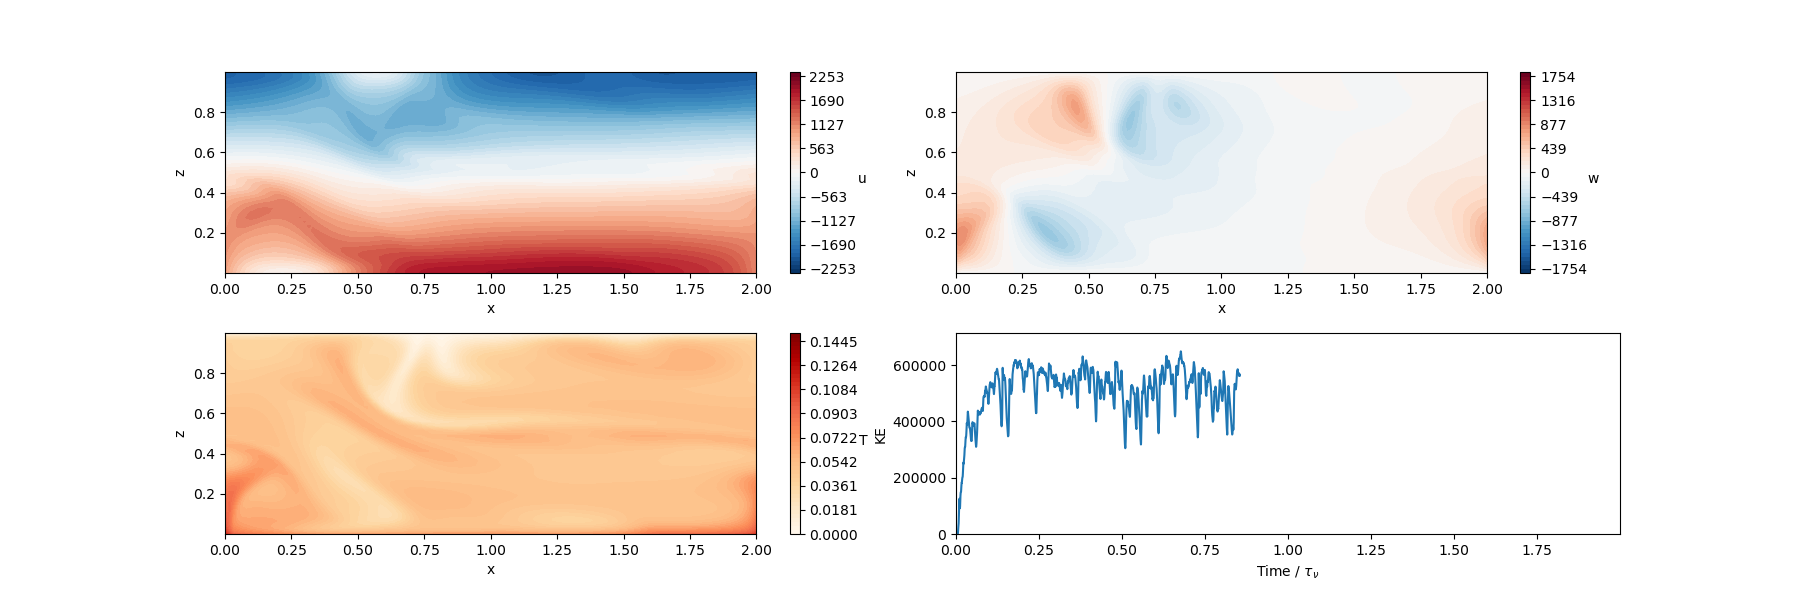 z
0.8
0.6
0.4
0.2
0.00 0.25 0.50 0.75 1.00 1.25 1.50 1.75 2.00
x
2253
1690
1127
563
0
−563
−1127
−1690
−2253
u
z
0.8
0.6
0.4
0.2
0.00 0.25 0.50 0.75 1.00 1.25 1.50 1.75 2.00
x
1754
1316
877
439
0
−439
−877
−1316
−1754
w
z
0.8
0.6
0.4
0.2
0.00 0.25 0.50 0.75 1.00 1.25 1.50 1.75 2.00
x
0.1445
0.1264
0.1084
0.0903
0.0722
0.0542
0.0361
0.0181
0.0000
T
KE
600000
400000
200000
0
0.00 0.25 0.50 0.75 1.00 1.25 1.50 1.75
Time / τν